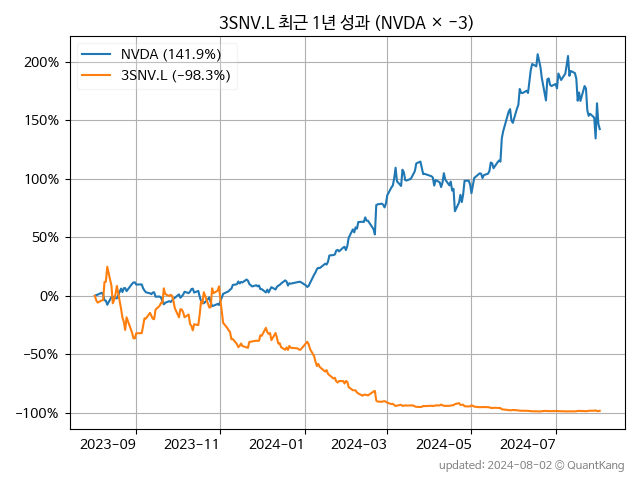 3SNV.L 최근 1년 성과 (NVDA × −3)
NVDA (141.9%)
3SNV.L (−98.3%)
200%
150%
100%
50%
0%
−50%
−100%
2023-09 2023-11 2024-01 2024-03 2024-05 2024-07
updated: 2024-08-02 © QuantKang